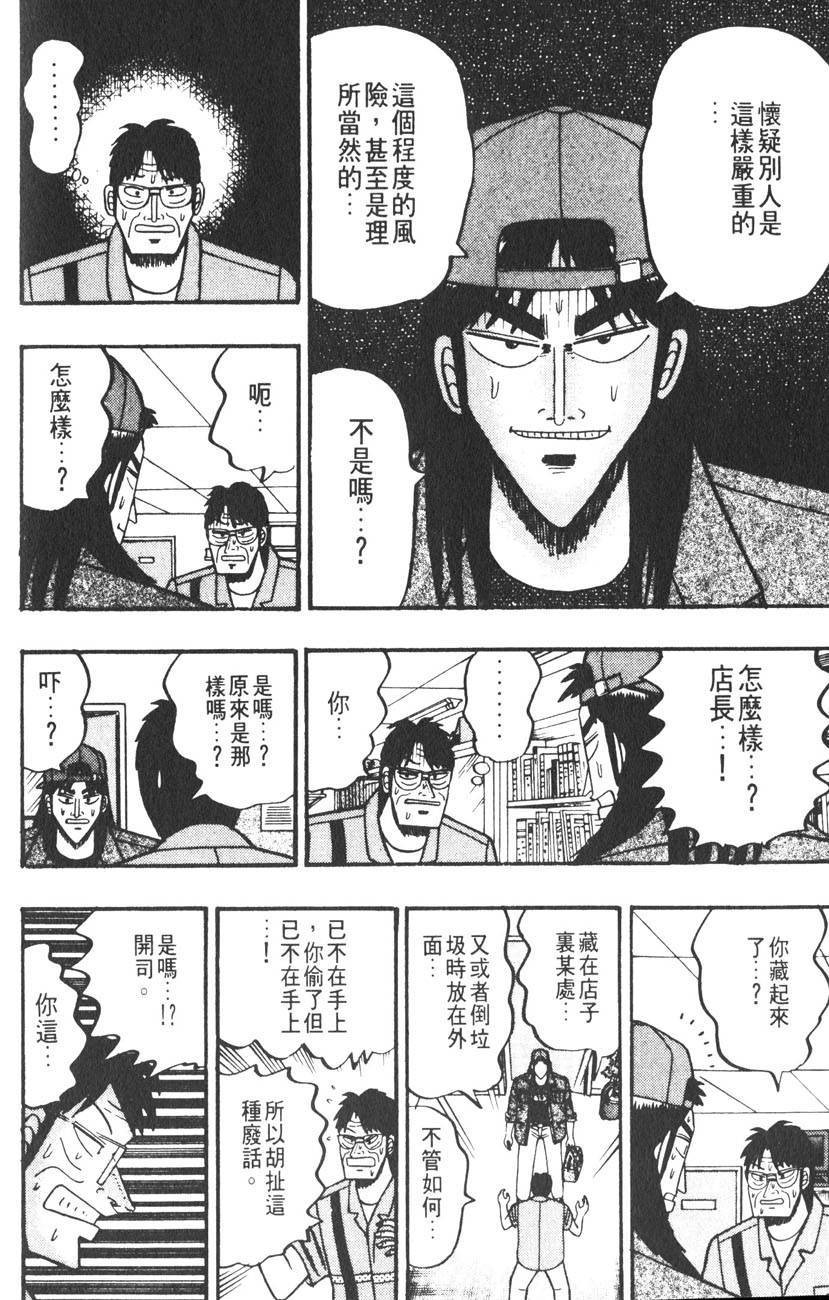 懷疑別人是
這樣嚴重的
…
這個程度的風
險，甚至是理
所當然的…
不是嗎…？
………
呃…
怎麼樣…？
怎麼樣…？
店長…！
……
你…
是嗎…？
原來是那
樣嗎…？
吓…？
你藏起來
了…？
藏在店子
裏某處…
又或者倒垃
圾時放在外
面…
不管如何…
已不在手上
，你偷了但
已不在手上
…！
所以胡扯這
種廢話。
是嗎…!?
開司。
你這…